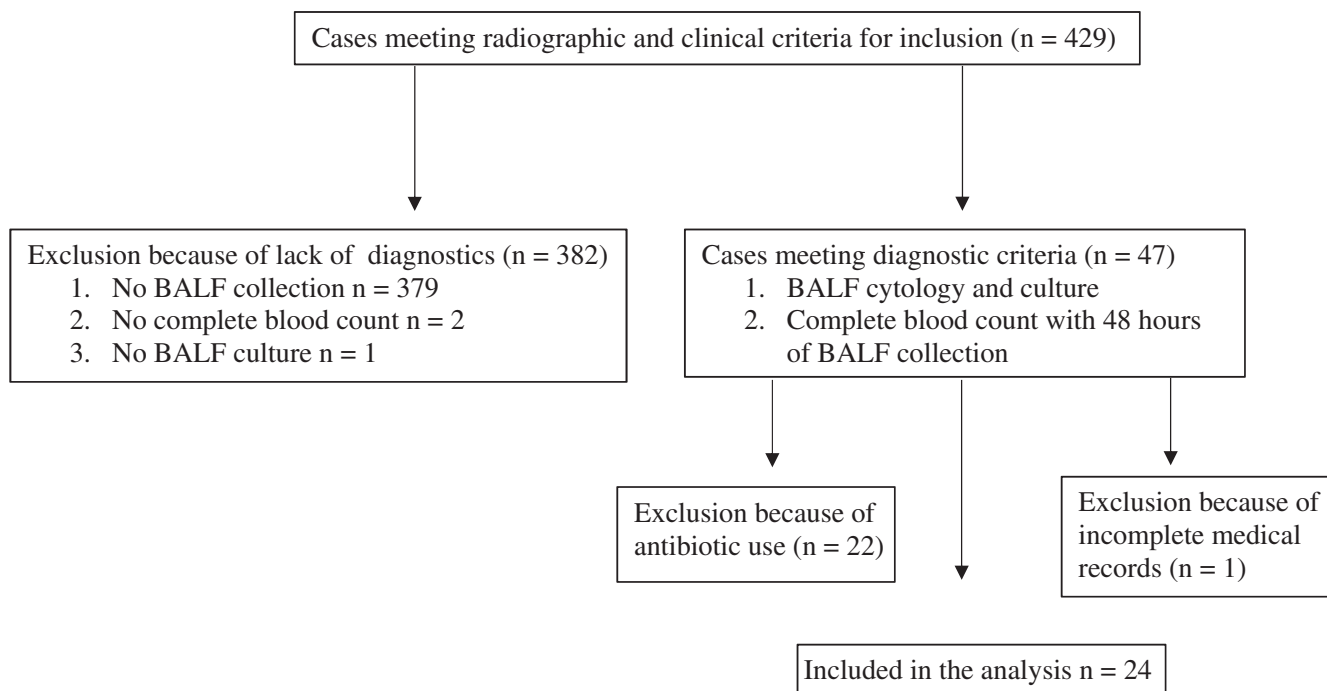 Cases meeting radiographic and clinical criteria for inclusion (n = 429)
Exclusion because of lack of diagnostics (n = 382)
1. No BALF collection n = 379
2. No complete blood count n = 2
3. No BALF culture n = 1
Cases meeting diagnostic criteria (n = 47)
1. BALF cytology and culture
2. Complete blood count with 48 hours
of BALF collection
Exclusion because of
antibiotic use (n = 22)
Exclusion because of
incomplete medical
records (n = 1)
Included in the analysis n = 24